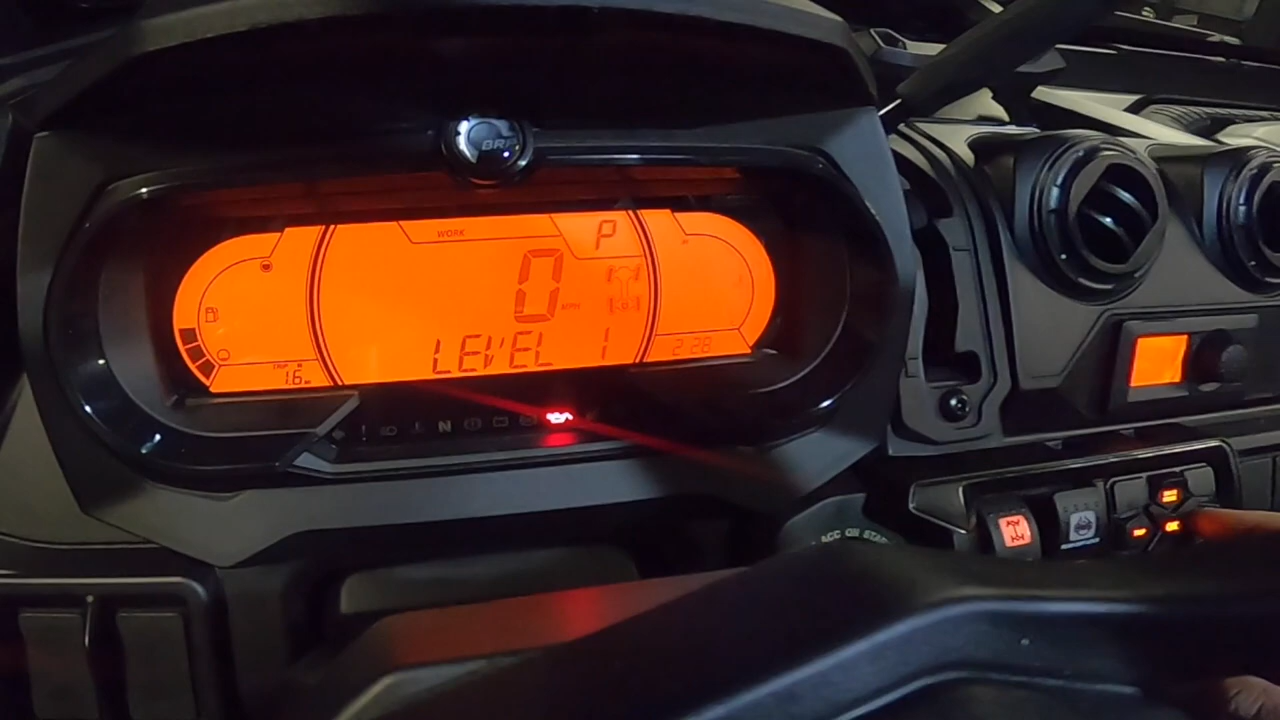 BRP
WORK
P
0 MPH
LEVEL 1
2:28
TRIP
1.6
N
ACC ON START